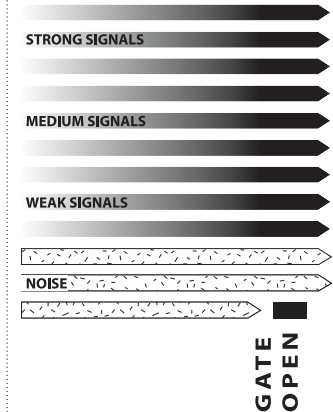 STRONG SIGNALS
MEDIUM SIGNALS
WEAK SIGNALS
NOISE
GATE
OPEN